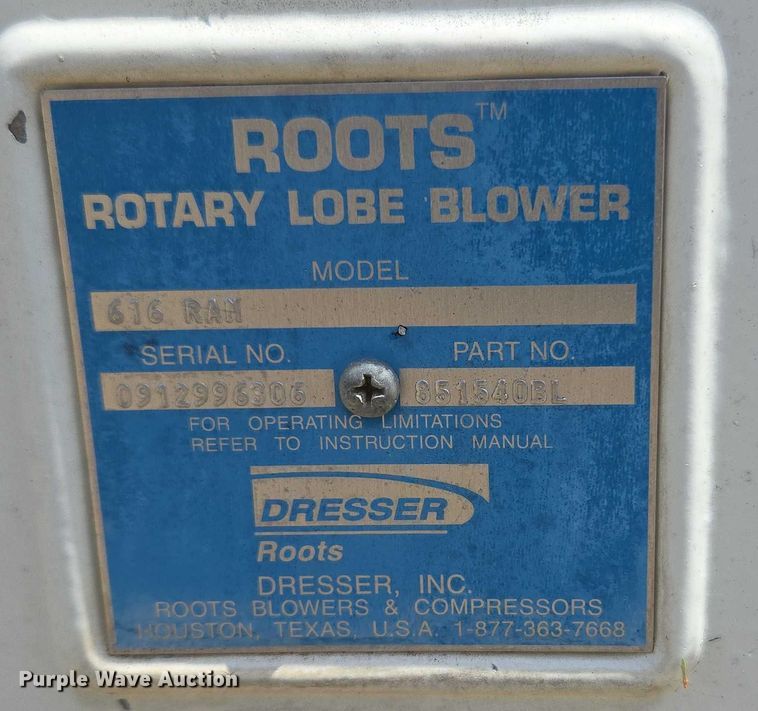 ROOTS™
ROTARY LOBE BLOWER
MODEL
616 RAM
SERIAL NO. PART NO.
0912996306 851540BL
FOR OPERATING LIMITATIONS
REFER TO INSTRUCTION MANUAL
DRESSER
Roots
DRESSER, INC.
ROOTS BLOWERS & COMPRESSORS
HOUSTON, TEXAS, U.S.A. 1-877-363-7668
Purple Wave Auction